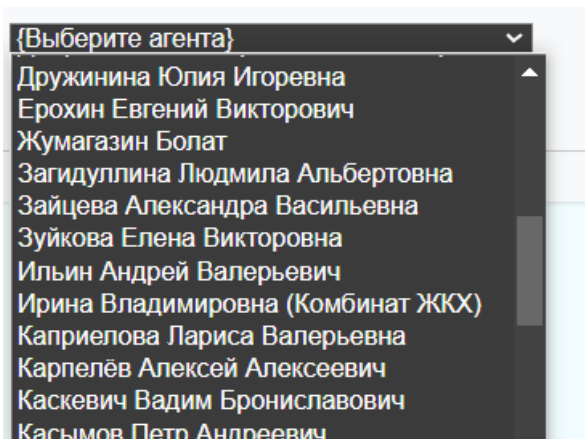 {Выберите агента}
Дружинина Юлия Игоревна
Ерохин Евгений Викторович
Жумагазин Болат
Загидуллина Людмила Альбертовна
Зайцева Александра Васильевна
Зуйкова Елена Викторовна
Ильин Андрей Валерьевич
Ирина Владимировна (Комбинат ЖКХ)
Каприелова Лариса Валерьевна
Карпелёв Алексей Алексеевич
Каскевич Вадим Брониславович
Касымов Петр Андреевич